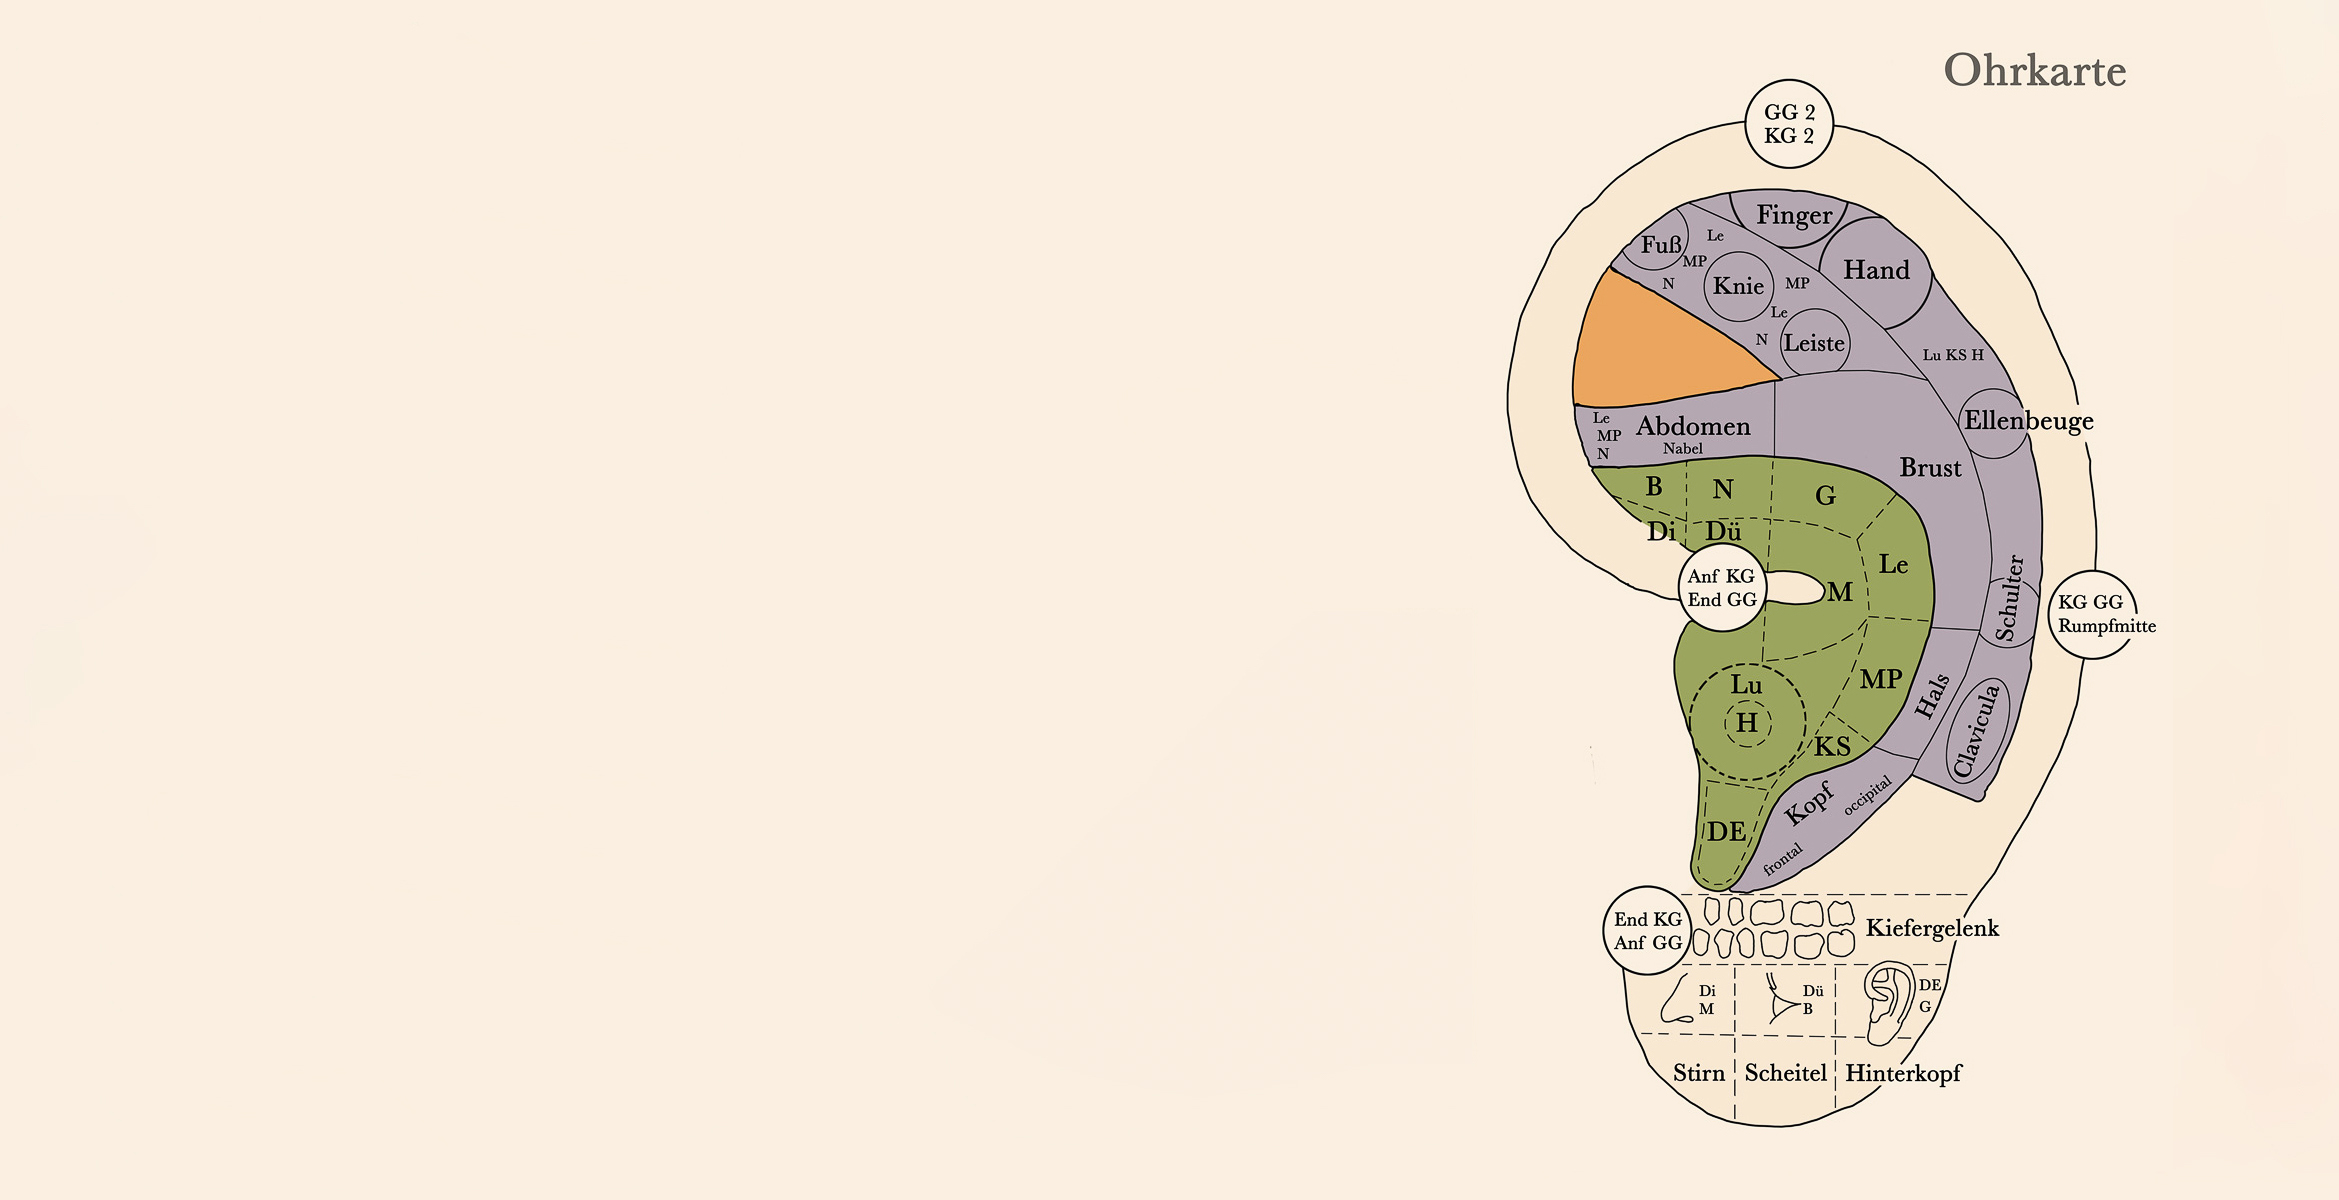 Ohrkarte
GG 2
KG 2
Finger
Fuß
Le
MP
N
Knie
MP
Hand
Le
N
Leiste
Lu KS H
Ellenbeuge
Le
MP
N
Abdomen
Nabel
Brust
B
N
G
Di
Dü
Le
M
Anf KG
End GG
Schulter
KG GG
Rumpfmitte
Lu
H
MP
KS
Hals
Clavicula
DE
Kopf
occipital
frontal
End KG
Anf GG
Kiefergelenk
Di
M
Dü
B
DE
G
Stirn
Scheitel
Hinterkopf